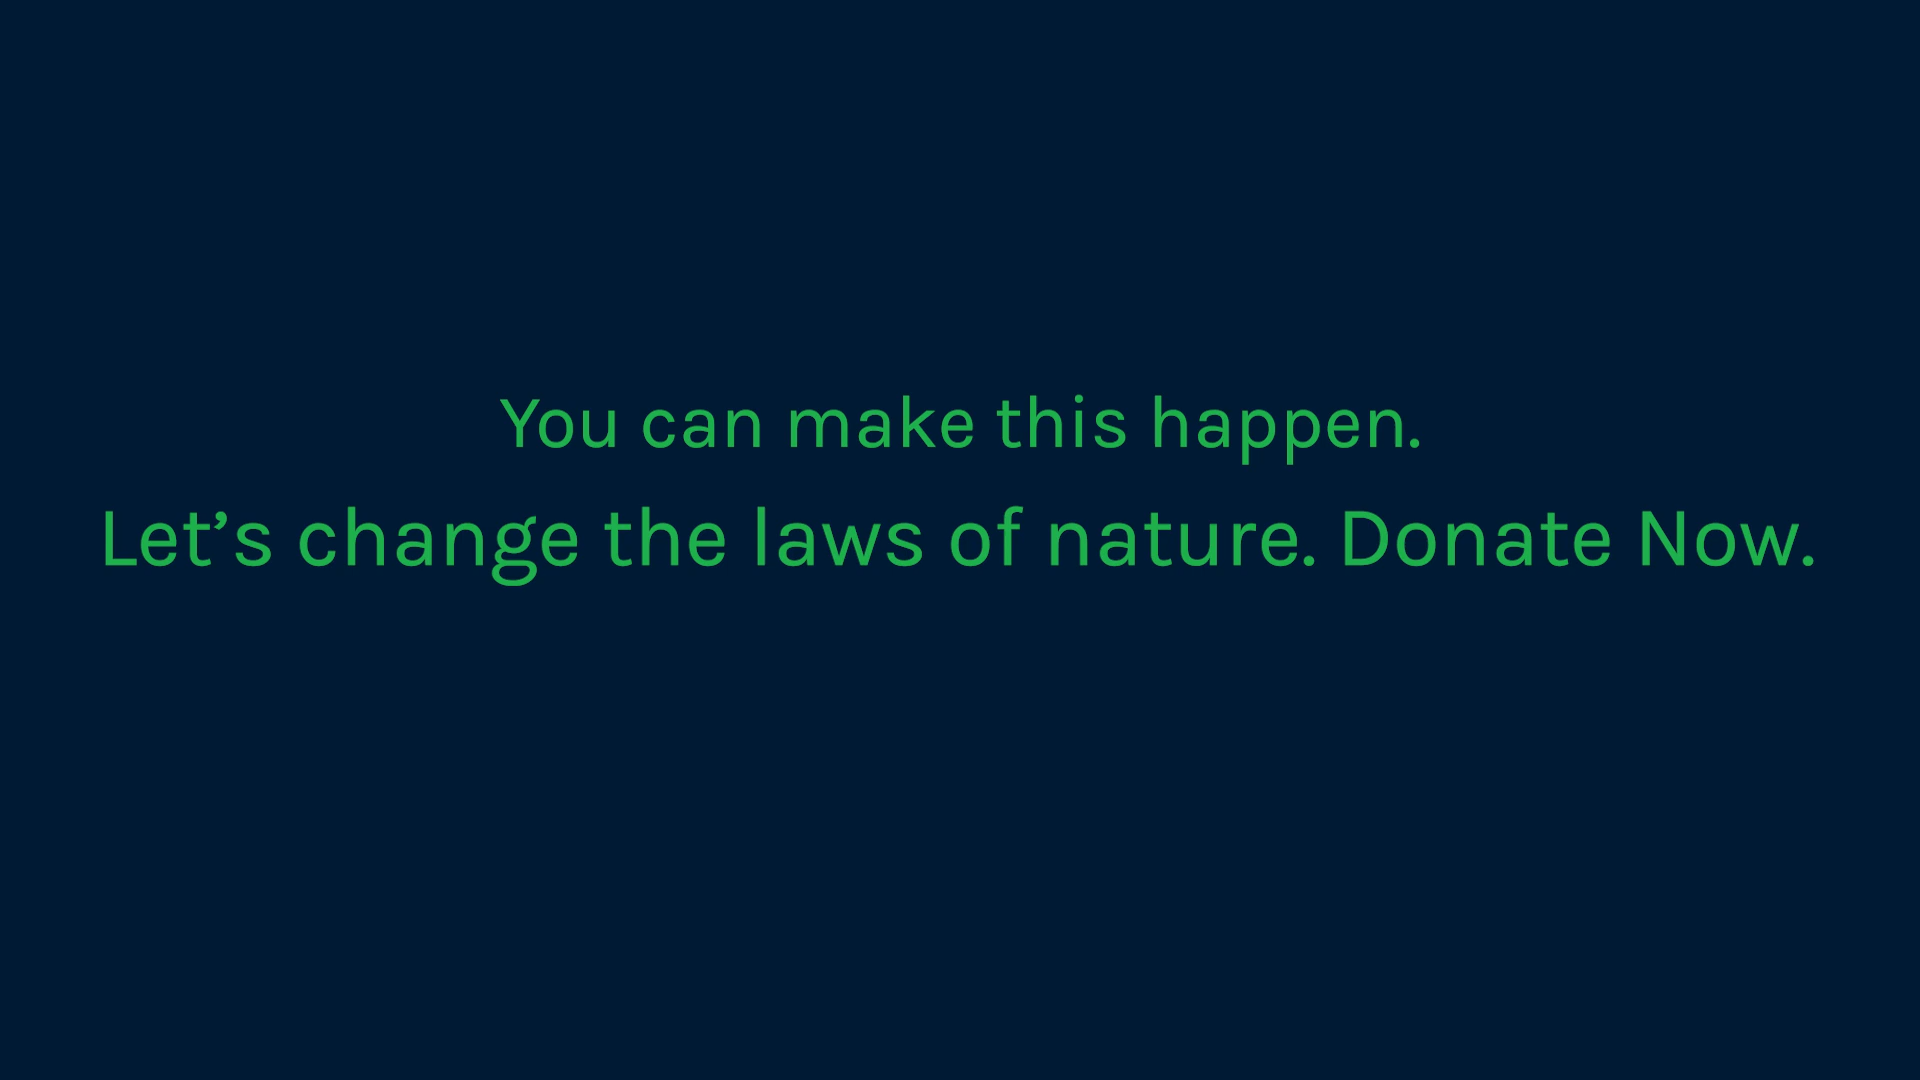 You can make this happen.
Let’s change the laws of nature. Donate Now.